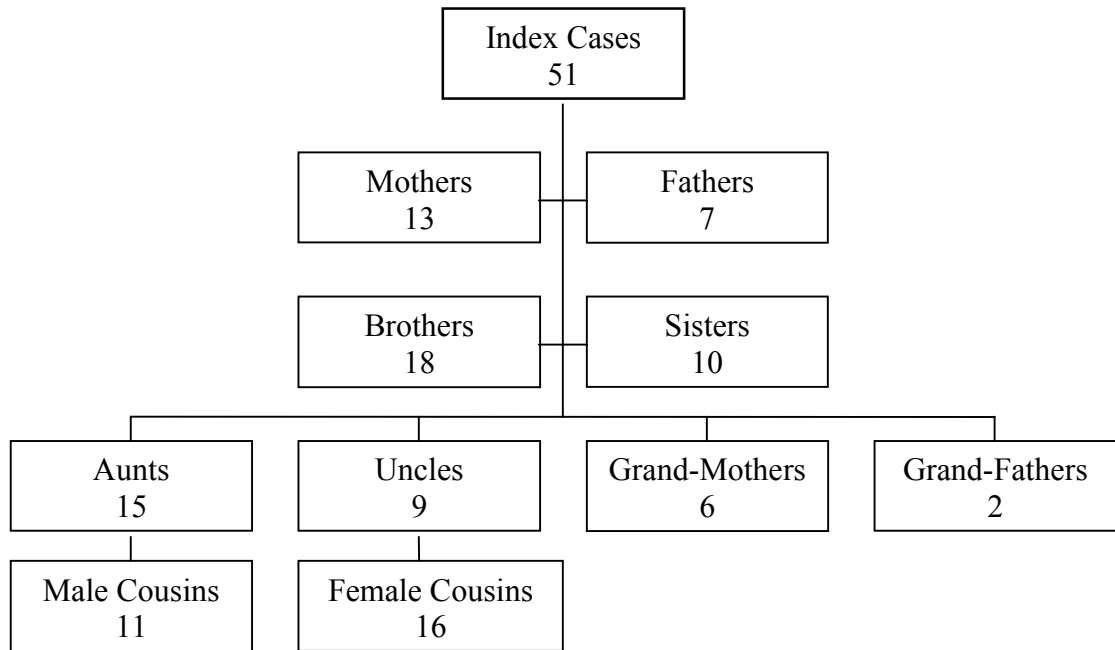 Index Cases
51
Mothers
13
Fathers
7
Brothers
18
Sisters
10
Aunts
15
Uncles
9
Grand-Mothers
6
Grand-Fathers
2
Male Cousins
11
Female Cousins
16